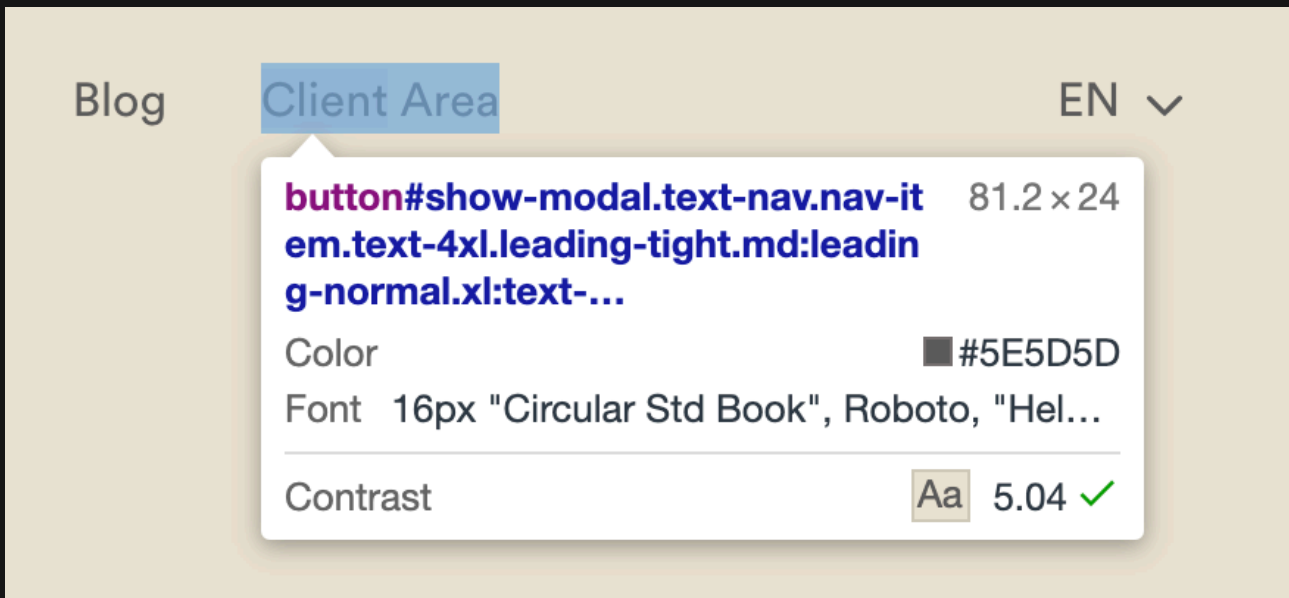 Blog Client Area EN
button#show-modal.text-nav.nav-it 81.2×24
em.text-4xl.leading-tight.md:leadin
g-normal.xl:text-…
Color #5E5D5D
Font 16px "Circular Std Book", Roboto, "Hel…
Contrast Aa 5.04